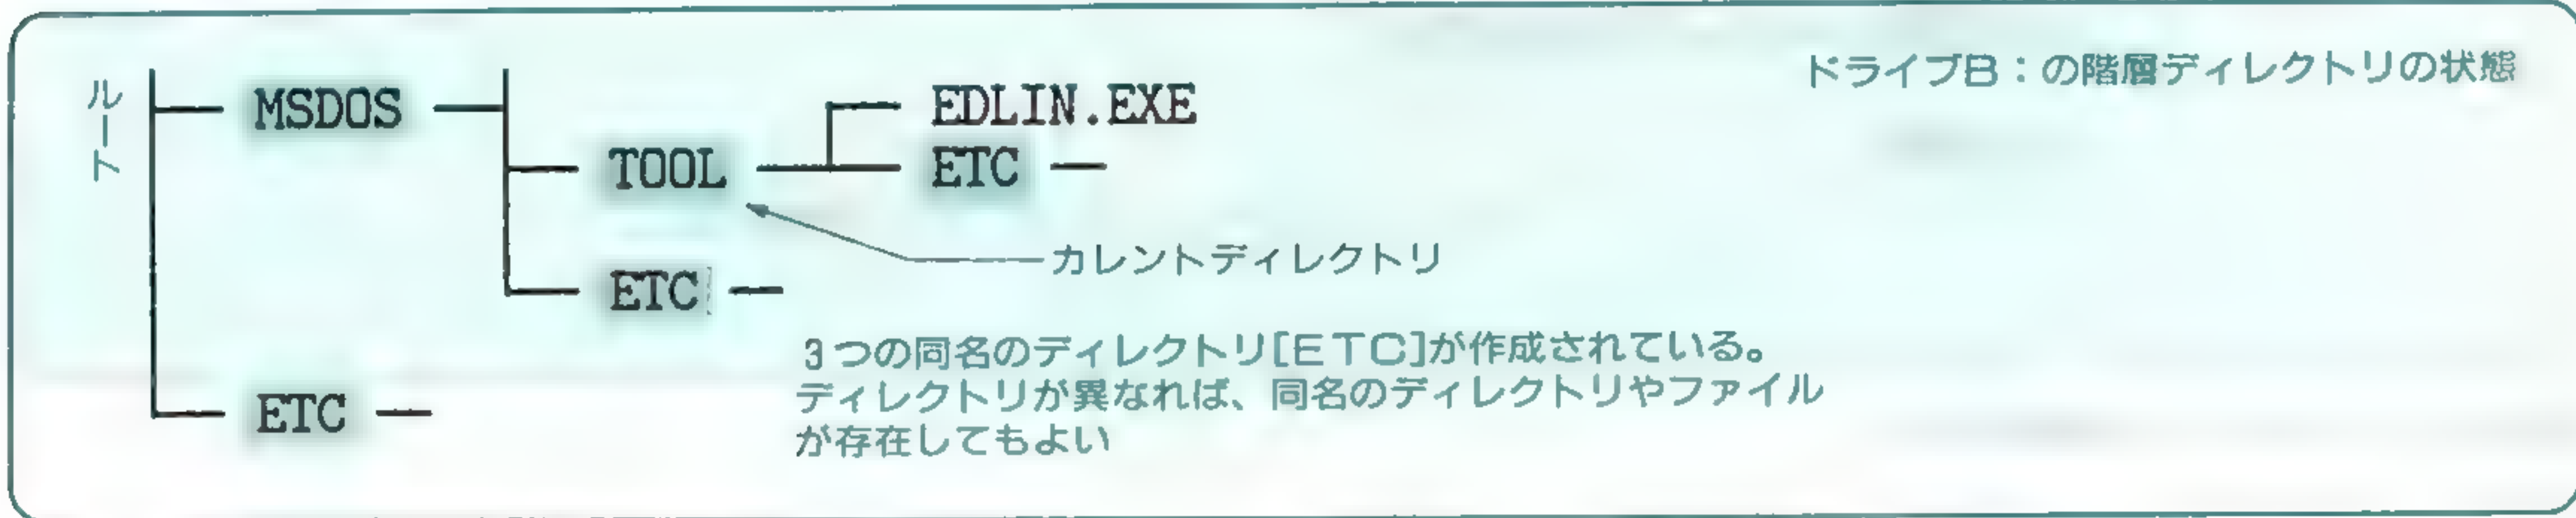 ドライブB：の階層ディレクトリの状態
ルート
MSDOS
EDLIN.EXE
TOOL
ETC
カレントディレクトリ
ETC
3つの同名のディレクトリ[ETC]が作成されている。
ディレクトリが異なれば、同名のディレクトリやファイル
が存在してもよい
ETC